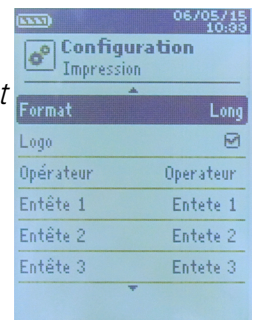 06/05/15
10:33
Configuration
Impression
t
Format Long
Logo
Opérateur Operateur
Entête 1 Entete 1
Entête 2 Entete 2
Entête 3 Entete 3